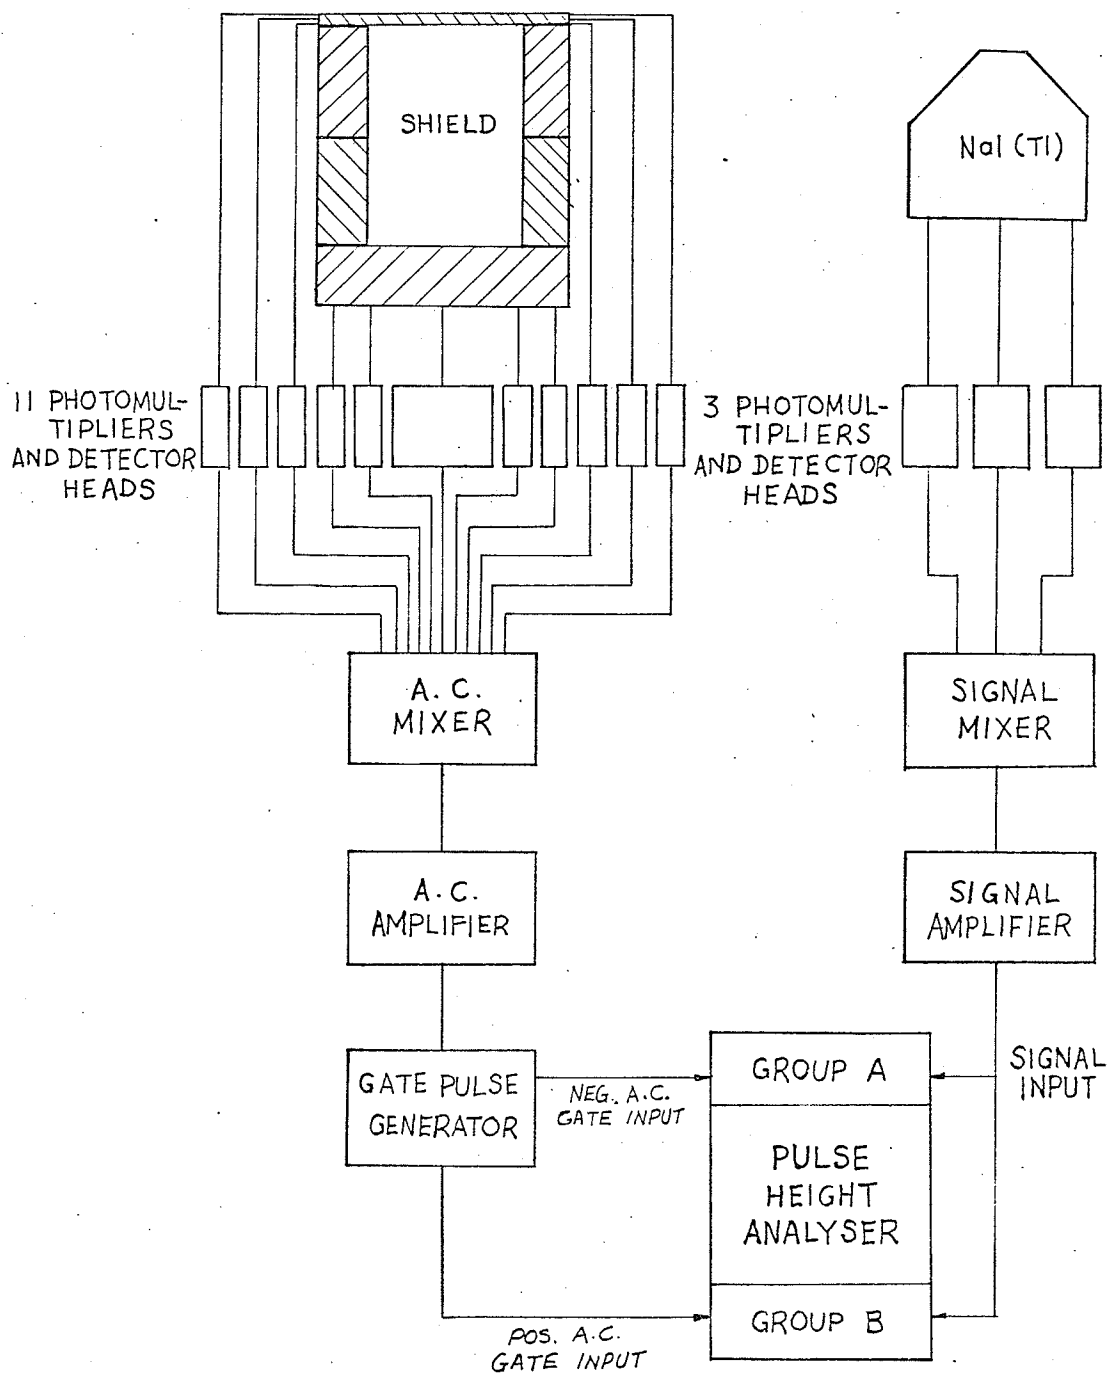 SHIELD
NaI (Tl)
11 PHOTOMUL-
TIPLIERS
AND DETECTOR
HEADS
3 PHOTOMUL-
TIPLIERS
AND DETECTOR
HEADS
A. C.
MIXER
SIGNAL
MIXER
A. C.
AMPLIFIER
SIGNAL
AMPLIFIER
GATE PULSE
GENERATOR
NEG. A.C.
GATE INPUT
GROUP A
SIGNAL
INPUT
PULSE
HEIGHT
ANALYSER
GROUP B
POS. A.C.
GATE INPUT